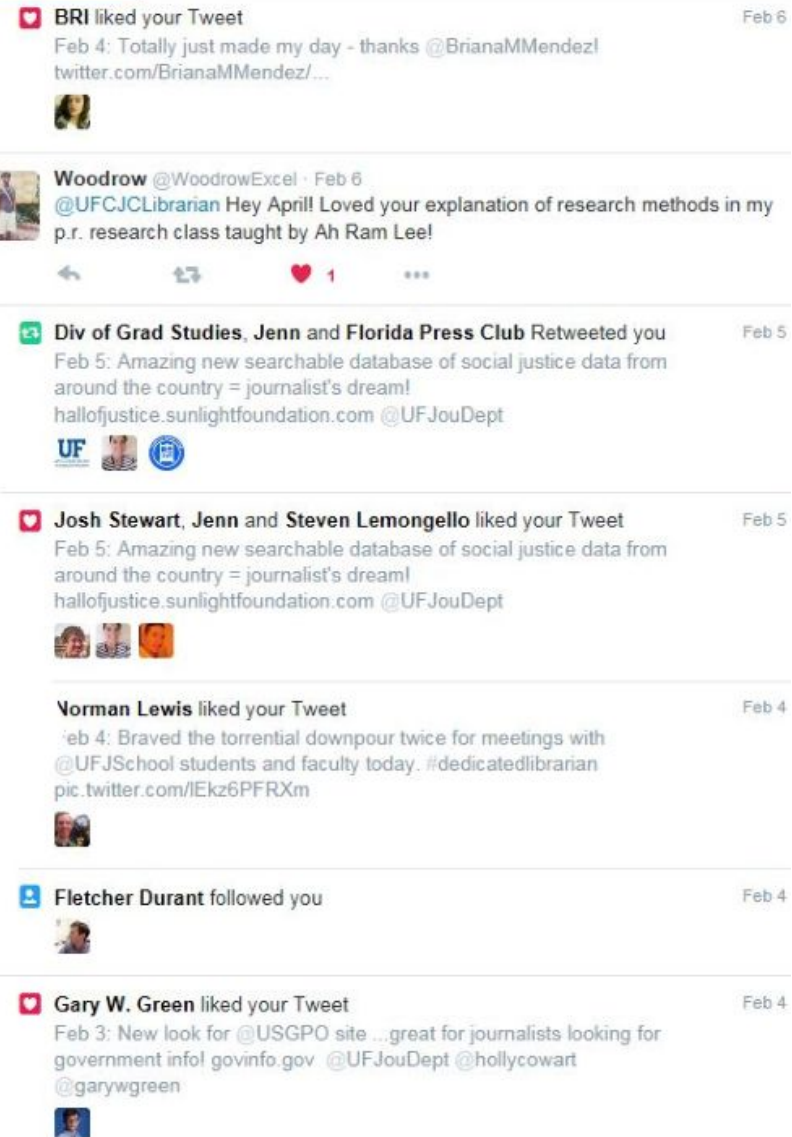 BRI liked your Tweet Feb 6
Feb 4: Totally just made my day - thanks @BrianaMMendez!
twitter.com/BrianaMMendez/...
Woodrow @WoodrowExcel · Feb 6
@UFCJCLibrarian Hey April! Loved your explanation of research methods in my
p.r. research class taught by Ah Ram Lee!
1
Div of Grad Studies, Jenn and Florida Press Club Retweeted you Feb 5
Feb 5: Amazing new searchable database of social justice data from
around the country = journalist's dream!
hallofjustice.sunlightfoundation.com @UFJouDept
UF
Josh Stewart, Jenn and Steven Lemongello liked your Tweet Feb 5
Feb 5: Amazing new searchable database of social justice data from
around the country = journalist's dream!
hallofjustice.sunlightfoundation.com @UFJouDept
Norman Lewis liked your Tweet Feb 4
eb 4: Braved the torrential downpour twice for meetings with
@UFJSchool students and faculty today. #dedicatedlibrarian
pic.twitter.com/lEkz6PFRXm
Fletcher Durant followed you Feb 4
Gary W. Green liked your Tweet Feb 4
Feb 3: New look for @USGPO site ...great for journalists looking for
government info! govinfo.gov @UFJouDept @hollycowart
@garywgreen